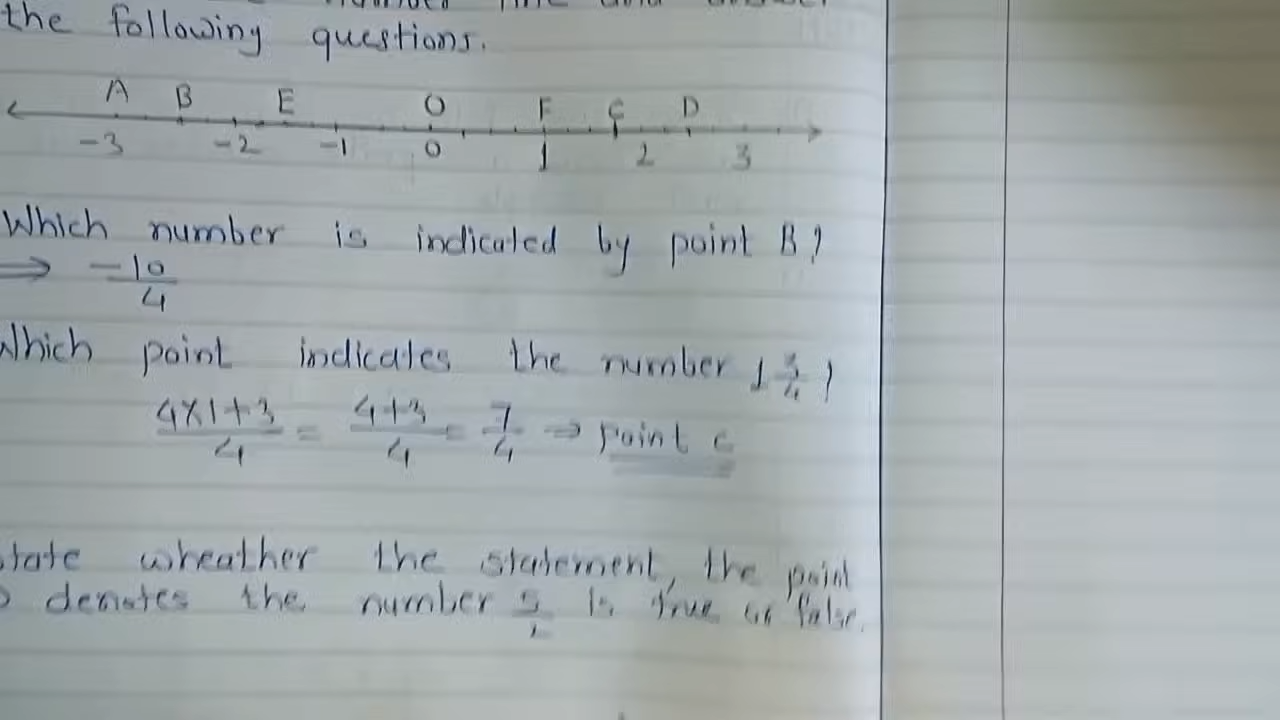 the following questions.
A B E O F C D
-3 -2 -1 0 1 2 3
Which number is indicated by point B?
⇒ -10/4
Which point indicates the number 1 3/4 ?
4×1+3/4 = 4+3/4 = 7/4 ⇒ point c
state wheather the statement, the point
D denotes the number 5/2 is true or false.